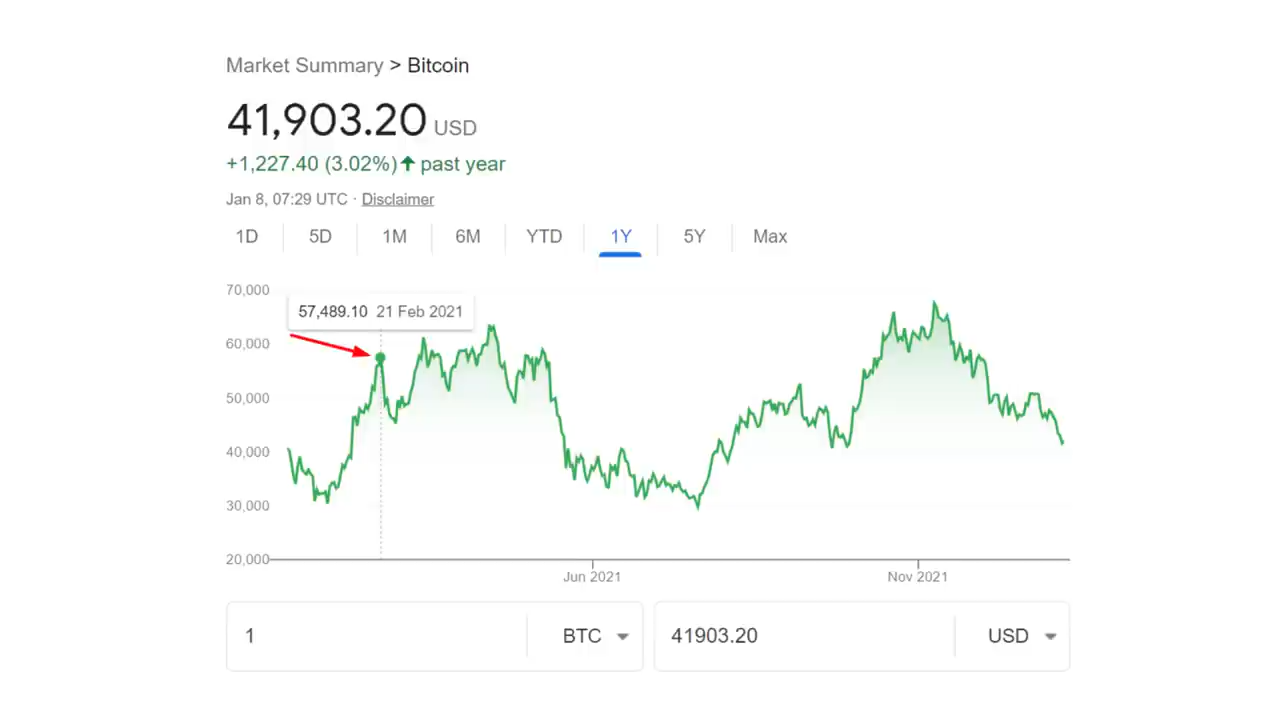 Market Summary > Bitcoin
41,903.20 USD
+1,227.40 (3.02%) ↑ past year
Jan 8, 07:29 UTC · Disclaimer
1D 5D 1M 6M YTD 1Y 5Y Max
70,000
57,489.10 21 Feb 2021
60,000
50,000
40,000
30,000
20,000
Jun 2021 Nov 2021
1 BTC 41903.20 USD